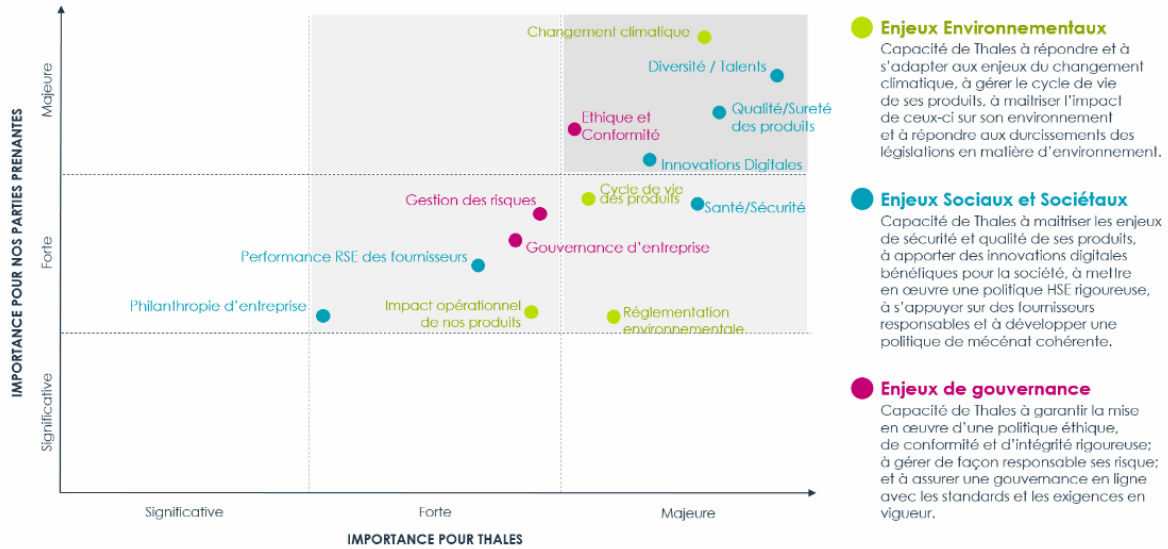 IMPORTANCE POUR NOS PARTIES PRENANTES
Majeure
Forte
Significative
Changement climatique
Diversité / Talents
Qualité/Sureté
des produits
Ethique et
Conformité
Innovations Digitales
Cycle de vie
des produits
Santé/Sécurité
Gestion des risques
Gouvernance d'entreprise
Performance RSE des fournisseurs
Philanthropie d'entreprise
Impact opérationnel
de nos produits
Réglementation
environnementale
Significative
Forte
Majeure
IMPORTANCE POUR THALES
Enjeux Environnementaux
Capacité de Thales à répondre et à
s'adapter aux enjeux du changement
climatique, à gérer le cycle de vie
de ses produits, à maitriser l'impact
de ceux-ci sur son environnement
et à répondre aux durcissements des
législations en matière d'environnement.
Enjeux Sociaux et Sociétaux
Capacité de Thales à maitriser les enjeux
de sécurité et qualité de ses produits,
à apporter des innovations digitales
bénéfiques pour la société, à mettre
en œuvre une politique HSE rigoureuse,
à s'appuyer sur des fournisseurs
responsables et à développer une
politique de mécénat cohérente.
Enjeux de gouvernance
Capacité de Thales à garantir la mise
en œuvre d'une politique éthique,
de conformité et d'intégrité rigoureuse;
à gérer de façon responsable ses risque;
et à assurer une gouvernance en ligne
avec les standards et les exigences en
vigueur.